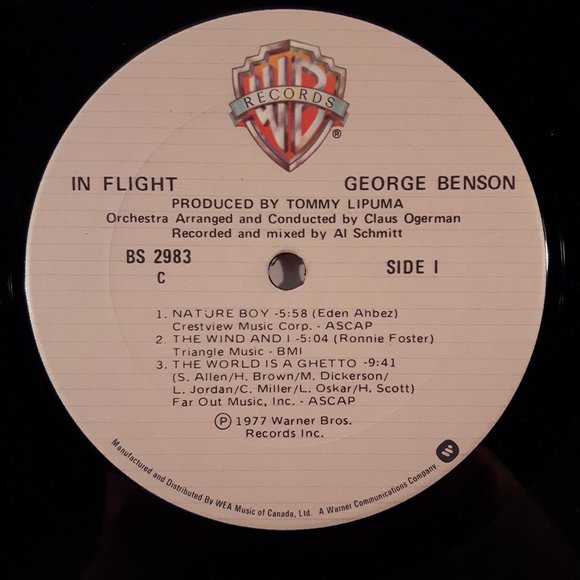 WB
RECORDS
®
IN FLIGHT GEORGE BENSON
PRODUCED BY TOMMY LIPUMA
Orchestra Arranged and Conducted by Claus Ogerman
Recorded and mixed by Al Schmitt
BS 2983 SIDE I
C
1. NATURE BOY -5:58 (Eden Ahbez)
Crestview Music Corp. - ASCAP
2. THE WIND AND I -5:04 (Ronnie Foster)
Triangle Music - BMI
3. THE WORLD IS A GHETTO -9:41
(S. Allen/H. Brown/M. Dickerson/
L. Jordan/C. Miller/L. Oskar/H. Scott)
Far Out Music, Inc. - ASCAP
℗ 1977 Warner Bros.
Records Inc.
Manufactured and Distributed By WEA Music of Canada, Ltd. A Warner Communications Company